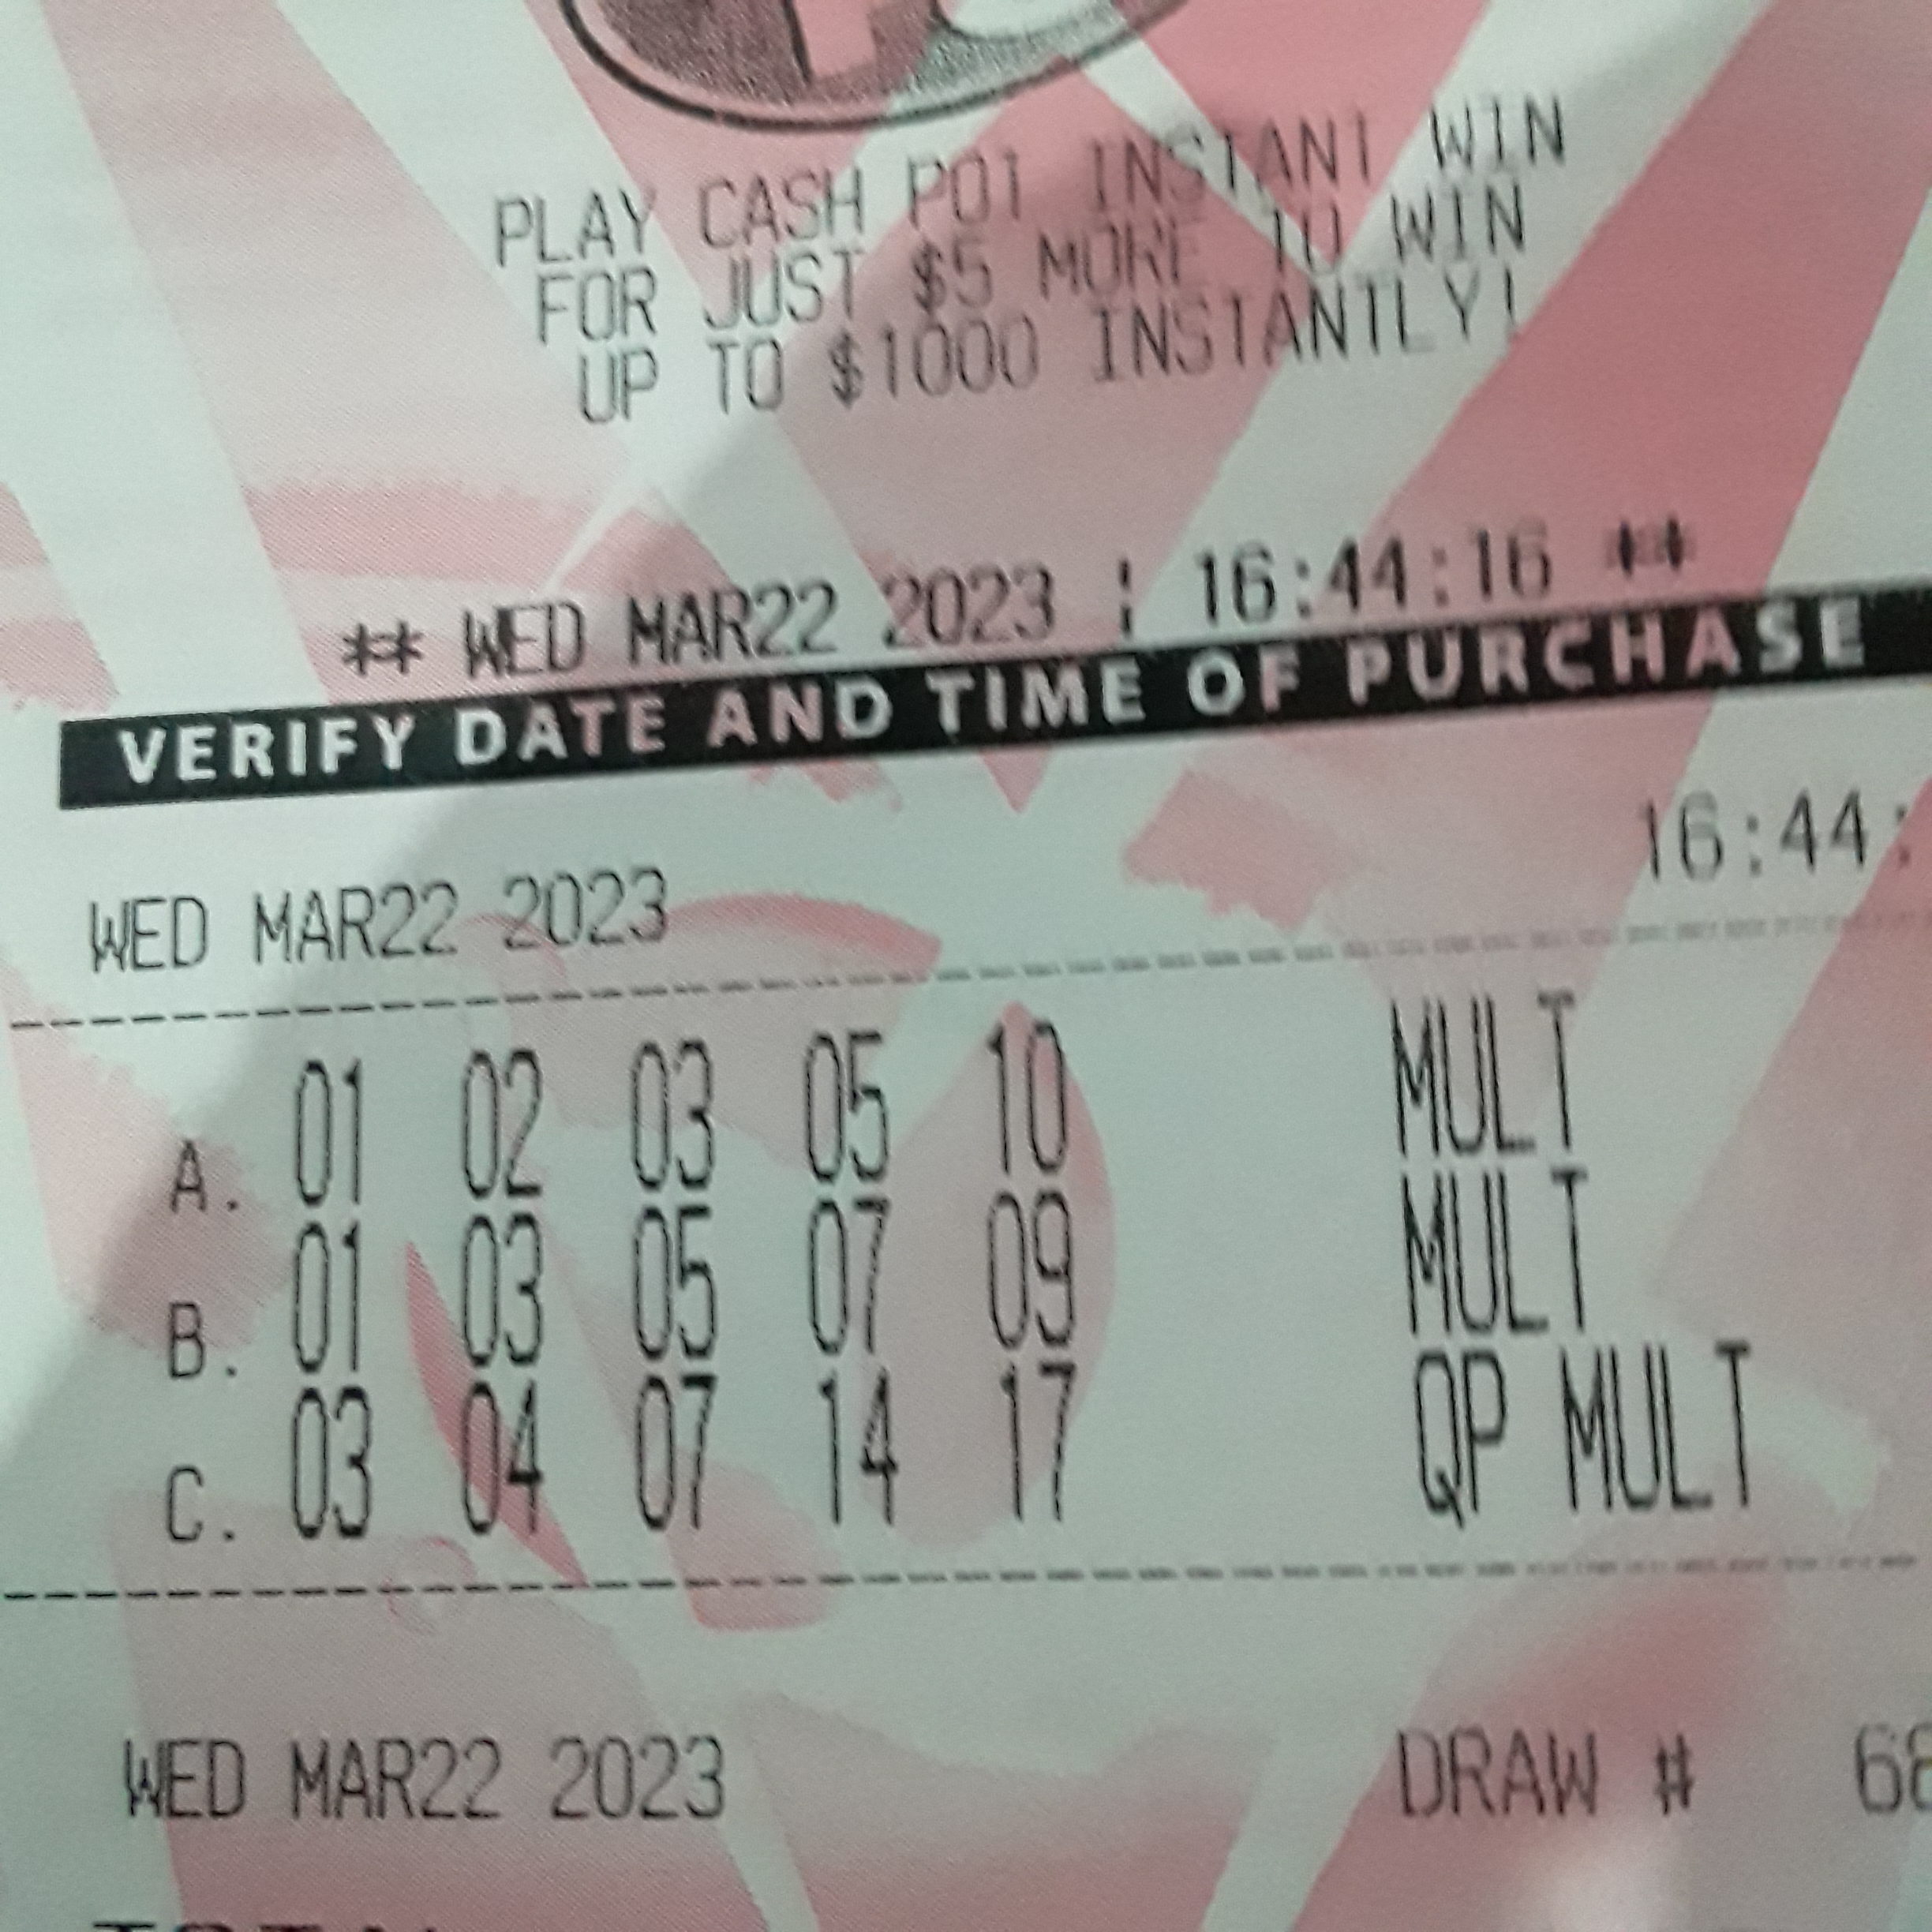 PLAY CASH POT INSTANT WIN
FOR JUST $5 MORE TO WIN
UP TO $1000 INSTANTLY!
** WED MAR22 2023 ¦ 16:44:16 **
VERIFY DATE AND TIME OF PURCHASE
WED MAR22 2023 16:44:
A. 01 02 03 05 10 MULT
B. 01 03 05 07 09 MULT
C. 03 04 07 14 17 QP MULT
WED MAR22 2023 DRAW #